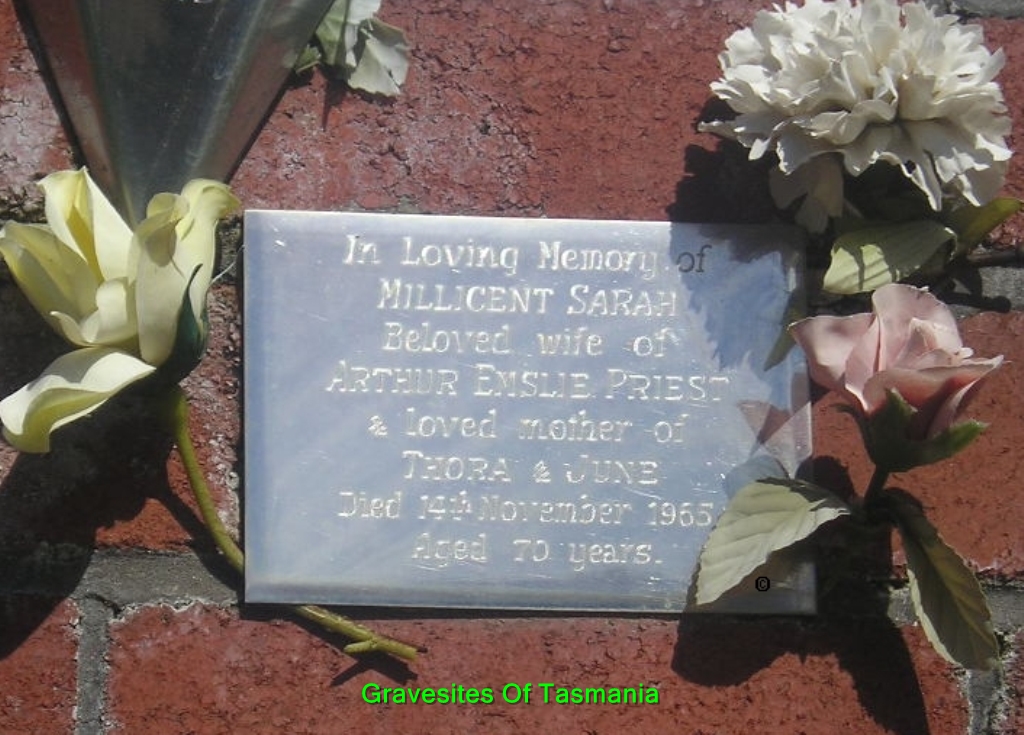 In Loving Memory of
MILLICENT SARAH
Beloved wife of
ARTHUR EMSLIE PRIEST
& loved mother of
THORA & JUNE
Died 14th November 1965
Aged 70 years.
©
Gravesites Of Tasmania